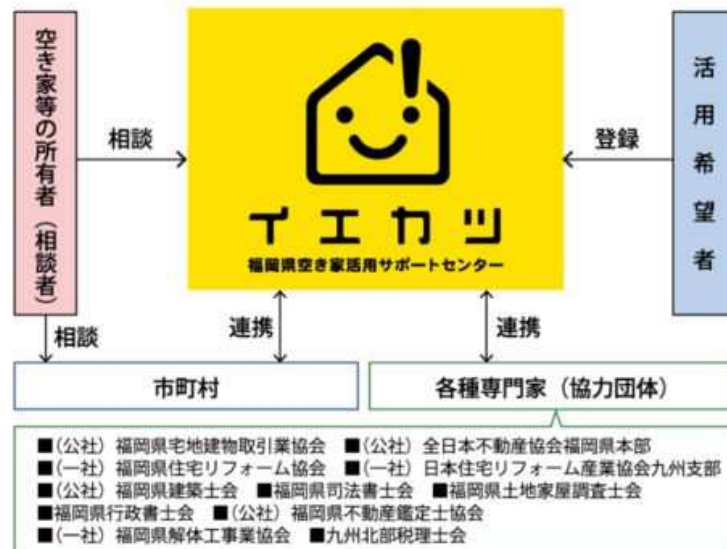 空き家等の所有者（相談者）
相談
イエカツ
福岡県空き家活用サポートセンター
登録
活用希望者
相談
連携
連携
市町村
各種専門家（協力団体）
■(公社）福岡県宅地建物取引業協会　■(公社）全日本不動産協会福岡県本部
■(一社）福岡県住宅リフォーム協会　■(一社）日本住宅リフォーム産業協会九州支部
■(公社）福岡県建築士会　■福岡県司法書士会　■福岡県土地家屋調査士会
■福岡県行政書士会　■(公社）福岡県不動産鑑定士協会
■(一社）福岡県解体工事業協会　■九州北部税理士会